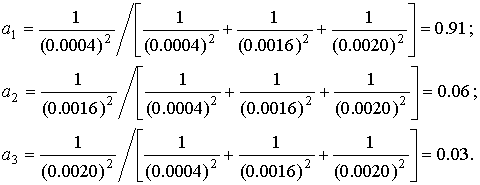 a₁ = 1/(0.0004)² / [1/(0.0004)² + 1/(0.0016)² + 1/(0.0020)²] = 0.91;
a₂ = 1/(0.0016)² / [1/(0.0004)² + 1/(0.0016)² + 1/(0.0020)²] = 0.06;
a₃ = 1/(0.0020)² / [1/(0.0004)² + 1/(0.0016)² + 1/(0.0020)²] = 0.03.